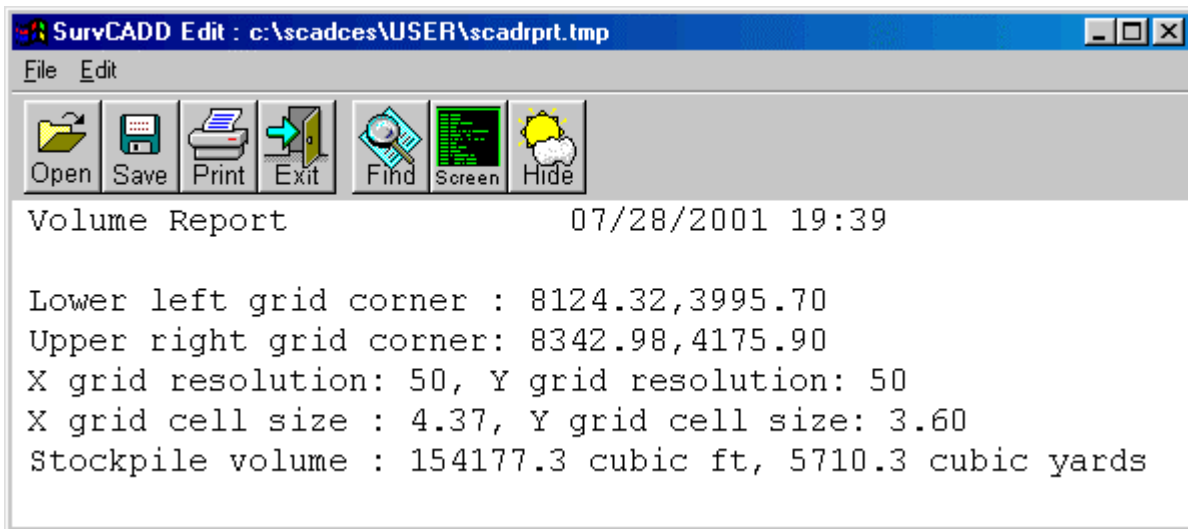 SurvCADD Edit : c:\scadces\USER\scadrprt.tmp
File Edit
Open Save Print Exit Find Screen Hide
Volume Report 07/28/2001 19:39
Lower left grid corner : 8124.32,3995.70
Upper right grid corner: 8342.98,4175.90
X grid resolution: 50, Y grid resolution: 50
X grid cell size : 4.37, Y grid cell size: 3.60
Stockpile volume : 154177.3 cubic ft, 5710.3 cubic yards